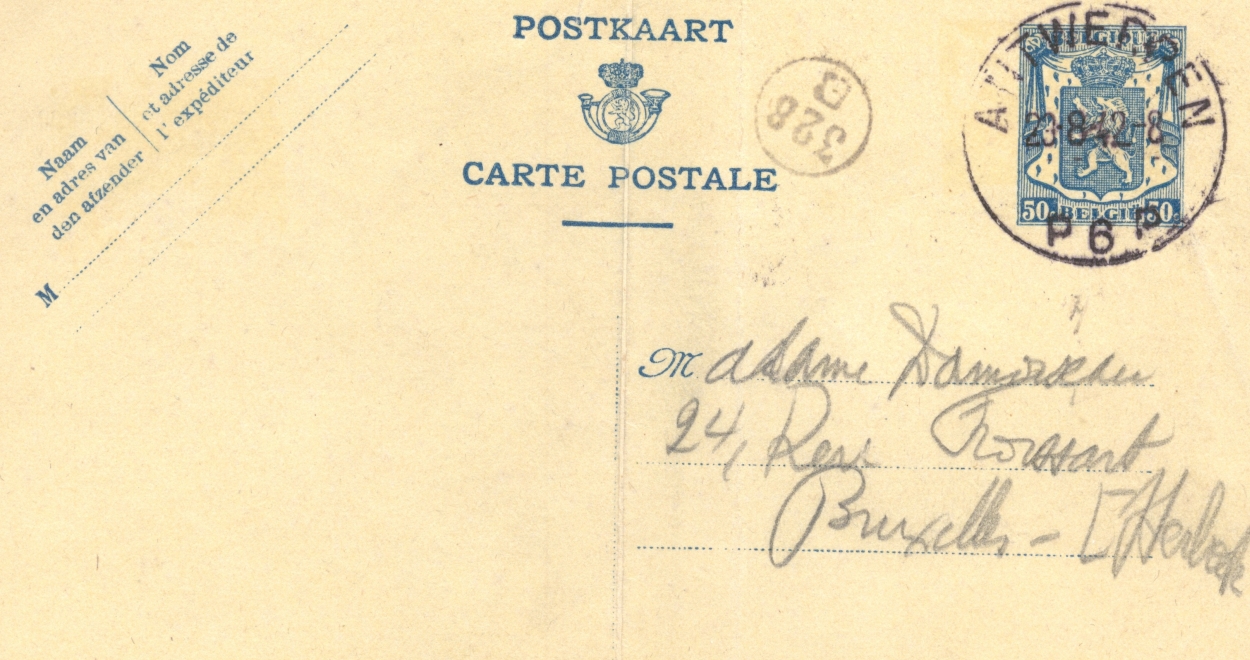 POSTKAART
CARTE POSTALE
Naam
en adres van
den afzender
Nom
et adresse de
l'expéditeur
M
328
B
BELGIQUE
50 BELGIE 50
ANTWERPEN
23-8-42-8
P 6 P
Madame
24, Rue Froissart
Bruxelles - Etterbeek